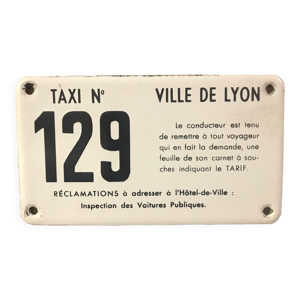 TAXI Nº VILLE DE LYON
129
Le conducteur est tenu
de remettre à tout voyageur
qui en fait la demande, une
feuille de son carnet à sou-
ches indiquant le TARIF.
RÉCLAMATIONS à adresser à l'Hôtel-de-Ville :
Inspection des Voitures Publiques.